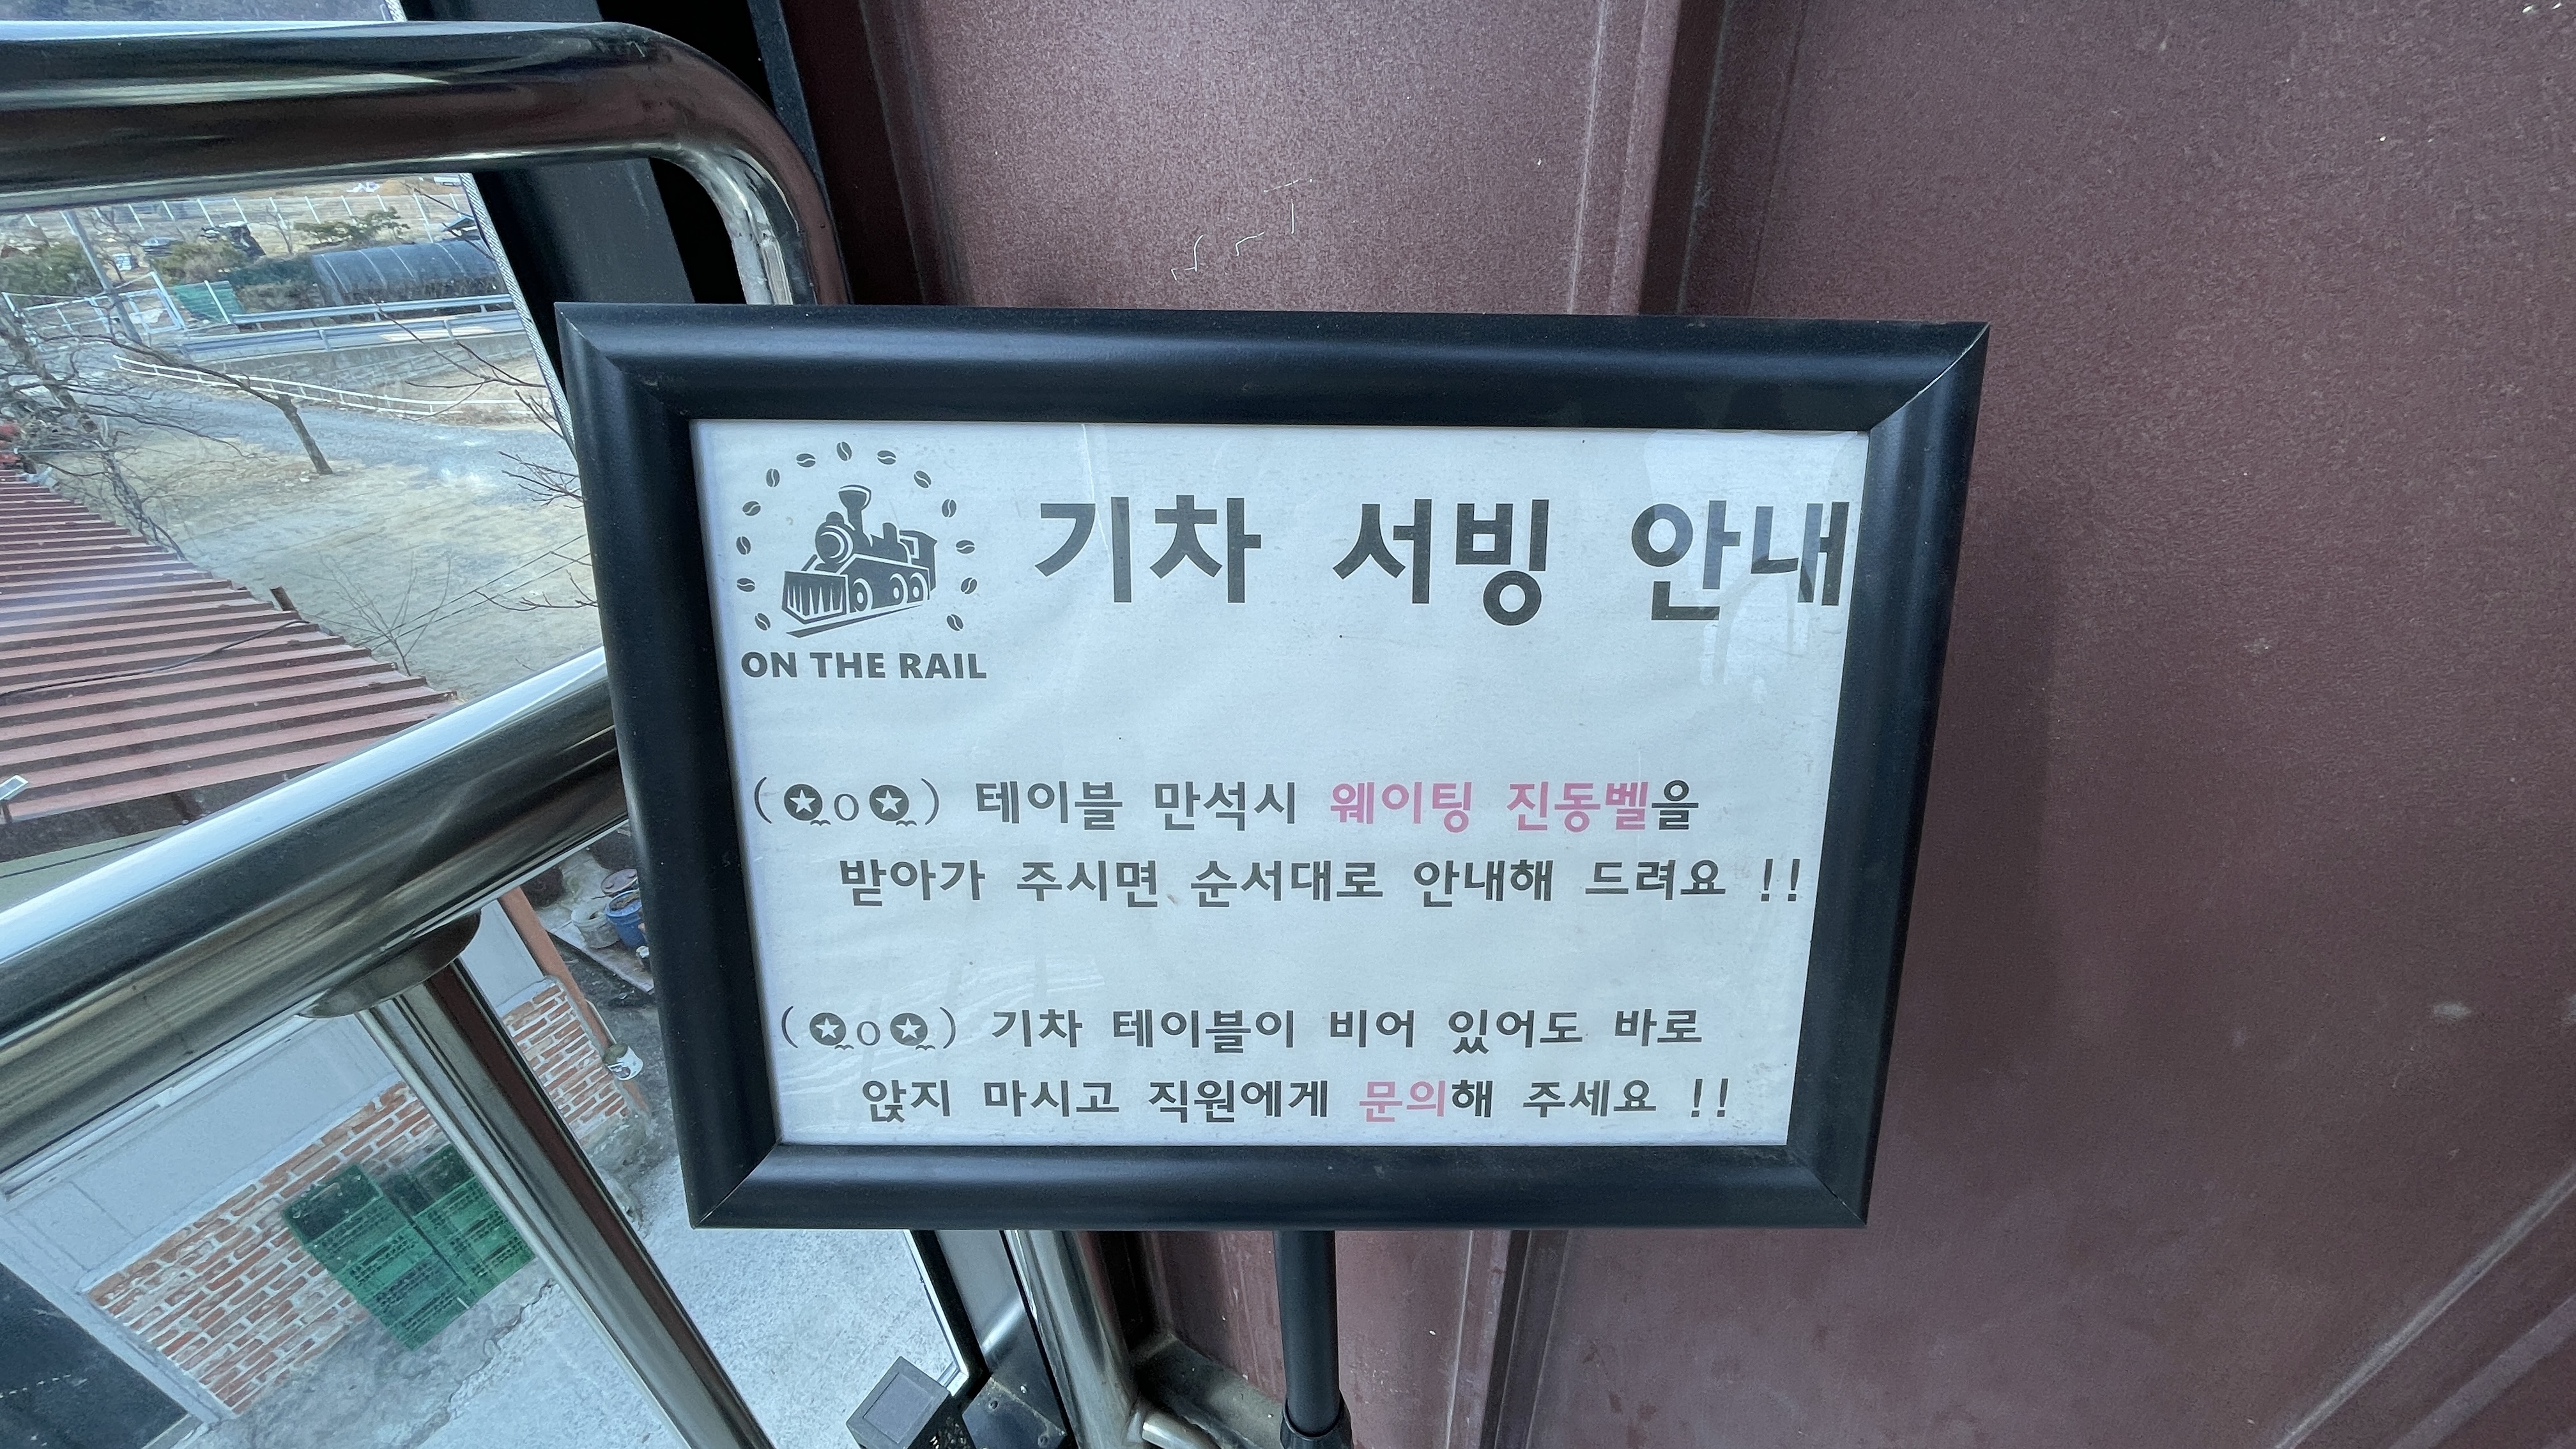 기차 서빙 안내
ON THE RAIL
(✪o✪) 테이블 만석시 웨이팅 진동벨을
받아가 주시면 순서대로 안내해 드려요 !!
(✪o✪) 기차 테이블이 비어 있어도 바로
앉지 마시고 직원에게 문의해 주세요 !!